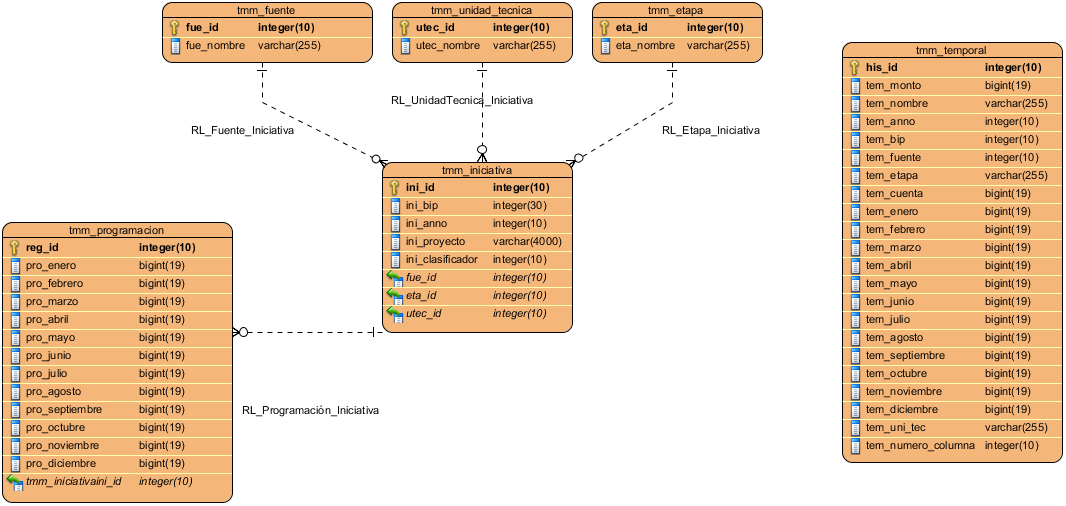 tmm_fuente
fue_id integer(10)
fue_nombre varchar(255)
tmm_unidad_tecnica
utec_id integer(10)
utec_nombre varchar(255)
tmm_etapa
eta_id integer(10)
eta_nombre varchar(255)
RL_Fuente_Iniciativa
RL_UnidadTecnica_Iniciativa
RL_Etapa_Iniciativa
tmm_iniciativa
ini_id integer(10)
ini_bip integer(30)
ini_anno integer(10)
ini_proyecto varchar(4000)
ini_clasificador integer(10)
fue_id integer(10)
eta_id integer(10)
utec_id integer(10)
tmm_programacion
reg_id integer(10)
pro_enero bigint(19)
pro_febrero bigint(19)
pro_marzo bigint(19)
pro_abril bigint(19)
pro_mayo bigint(19)
pro_junio bigint(19)
pro_julio bigint(19)
pro_agosto bigint(19)
pro_septiembre bigint(19)
pro_octubre bigint(19)
pro_noviembre bigint(19)
pro_diciembre bigint(19)
tmm_iniciativaini_id integer(10)
RL_Programación_Iniciativa
tmm_temporal
his_id integer(10)
tem_monto bigint(19)
tem_nombre varchar(255)
tem_anno integer(10)
tem_bip integer(10)
tem_fuente integer(10)
tem_etapa varchar(255)
tem_cuenta bigint(19)
tem_enero bigint(19)
tem_febrero bigint(19)
tem_marzo bigint(19)
tem_abril bigint(19)
tem_mayo bigint(19)
tem_junio bigint(19)
tem_julio bigint(19)
tem_agosto bigint(19)
tem_septiembre bigint(19)
tem_octubre bigint(19)
tem_noviembre bigint(19)
tem_diciembre bigint(19)
tem_uni_tec varchar(255)
tem_numero_columna integer(10)